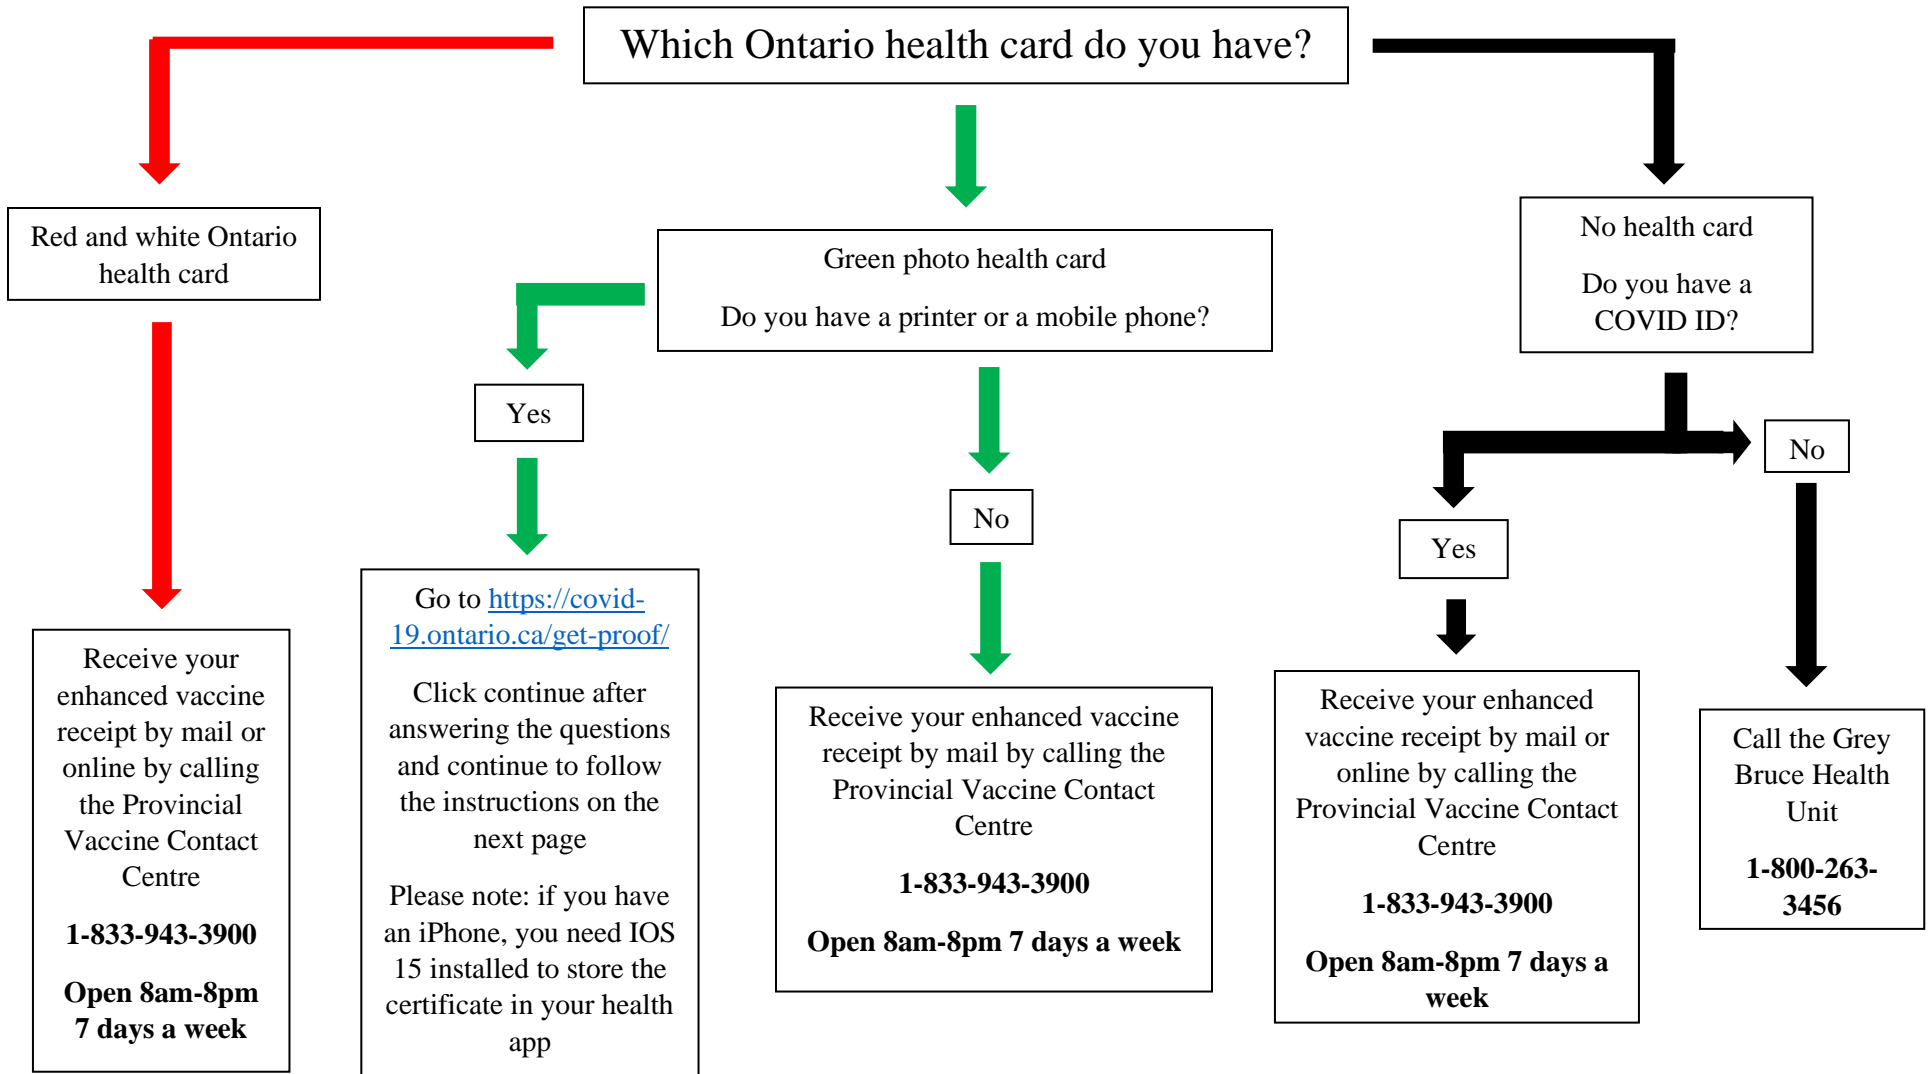 Which Ontario health card do you have?
Red and white Ontario
health card
Green photo health card
Do you have a printer or a mobile phone?
No health card
Do you have a
COVID ID?
Yes
No
No
Yes
Receive your
enhanced vaccine
receipt by mail or
online by calling
the Provincial
Vaccine Contact
Centre
1-833-943-3900
Open 8am-8pm
7 days a week
Go to https://covid-
19.ontario.ca/get-proof/
Click continue after
answering the questions
and continue to follow
the instructions on the
next page
Please note: if you have
an iPhone, you need IOS
15 installed to store the
certificate in your health
app
Receive your enhanced vaccine
receipt by mail by calling the
Provincial Vaccine Contact
Centre
1-833-943-3900
Open 8am-8pm 7 days a week
Receive your enhanced
vaccine receipt by mail or
online by calling the
Provincial Vaccine Contact
Centre
1-833-943-3900
Open 8am-8pm 7 days a
week
Call the Grey
Bruce Health
Unit
1-800-263-
3456